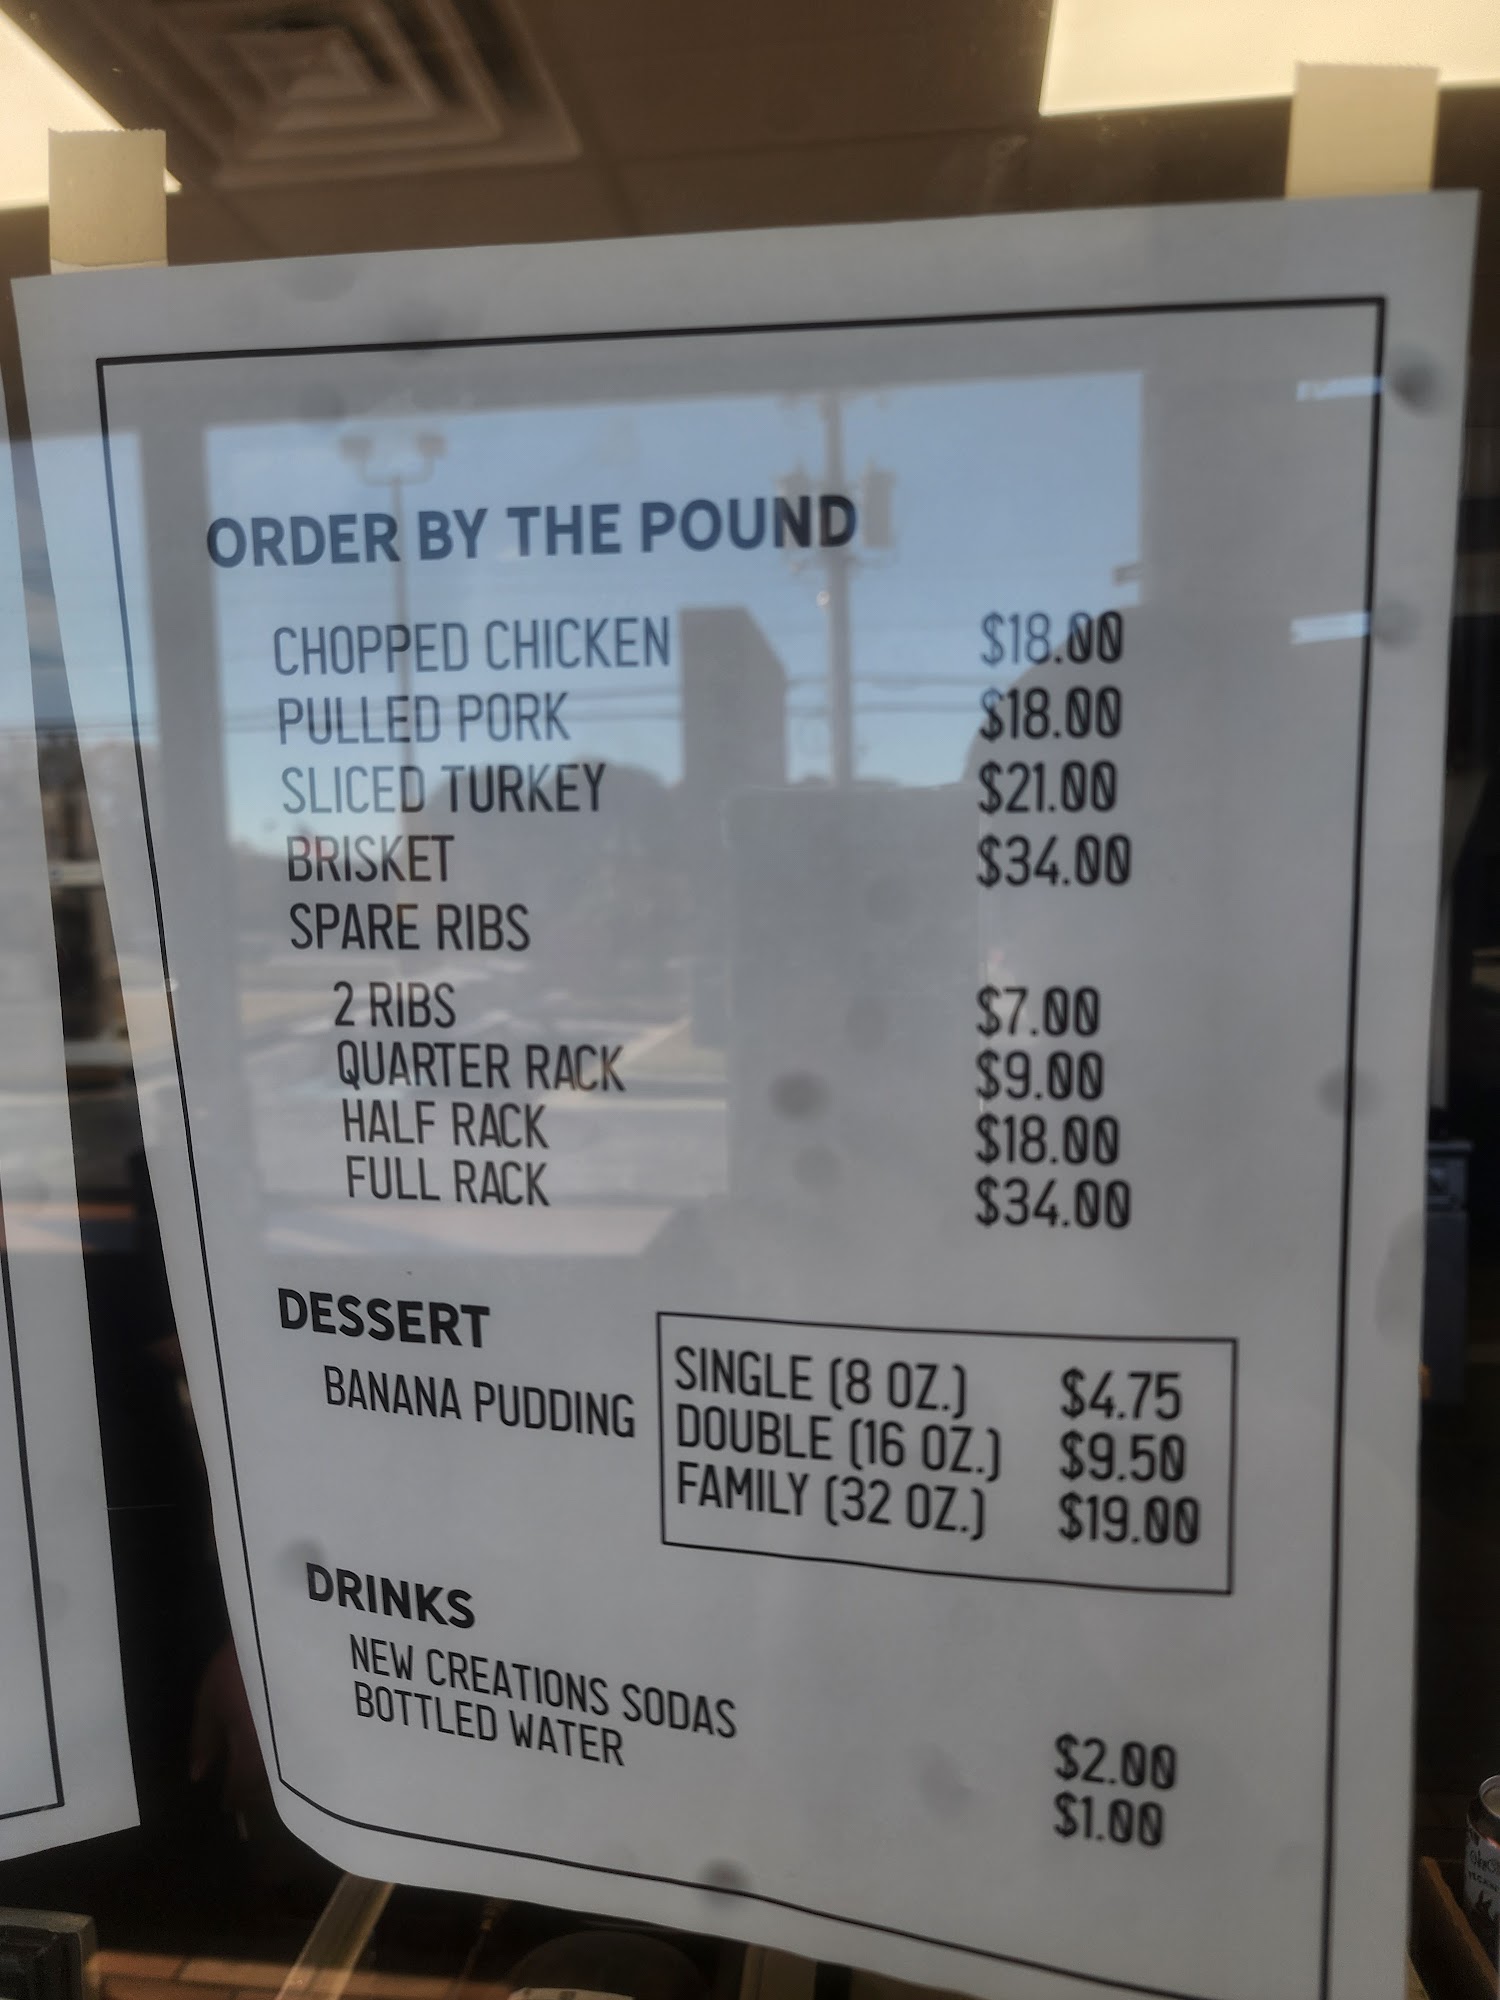 ORDER BY THE POUND
CHOPPED CHICKEN $18.00
PULLED PORK $18.00
SLICED TURKEY $21.00
BRISKET $34.00
SPARE RIBS
2 RIBS $7.00
QUARTER RACK $9.00
HALF RACK $18.00
FULL RACK $34.00
DESSERT
BANANA PUDDING
SINGLE (8 OZ.) $4.75
DOUBLE (16 OZ.) $9.50
FAMILY (32 OZ.) $19.00
DRINKS
NEW CREATIONS SODAS $2.00
BOTTLED WATER $1.00